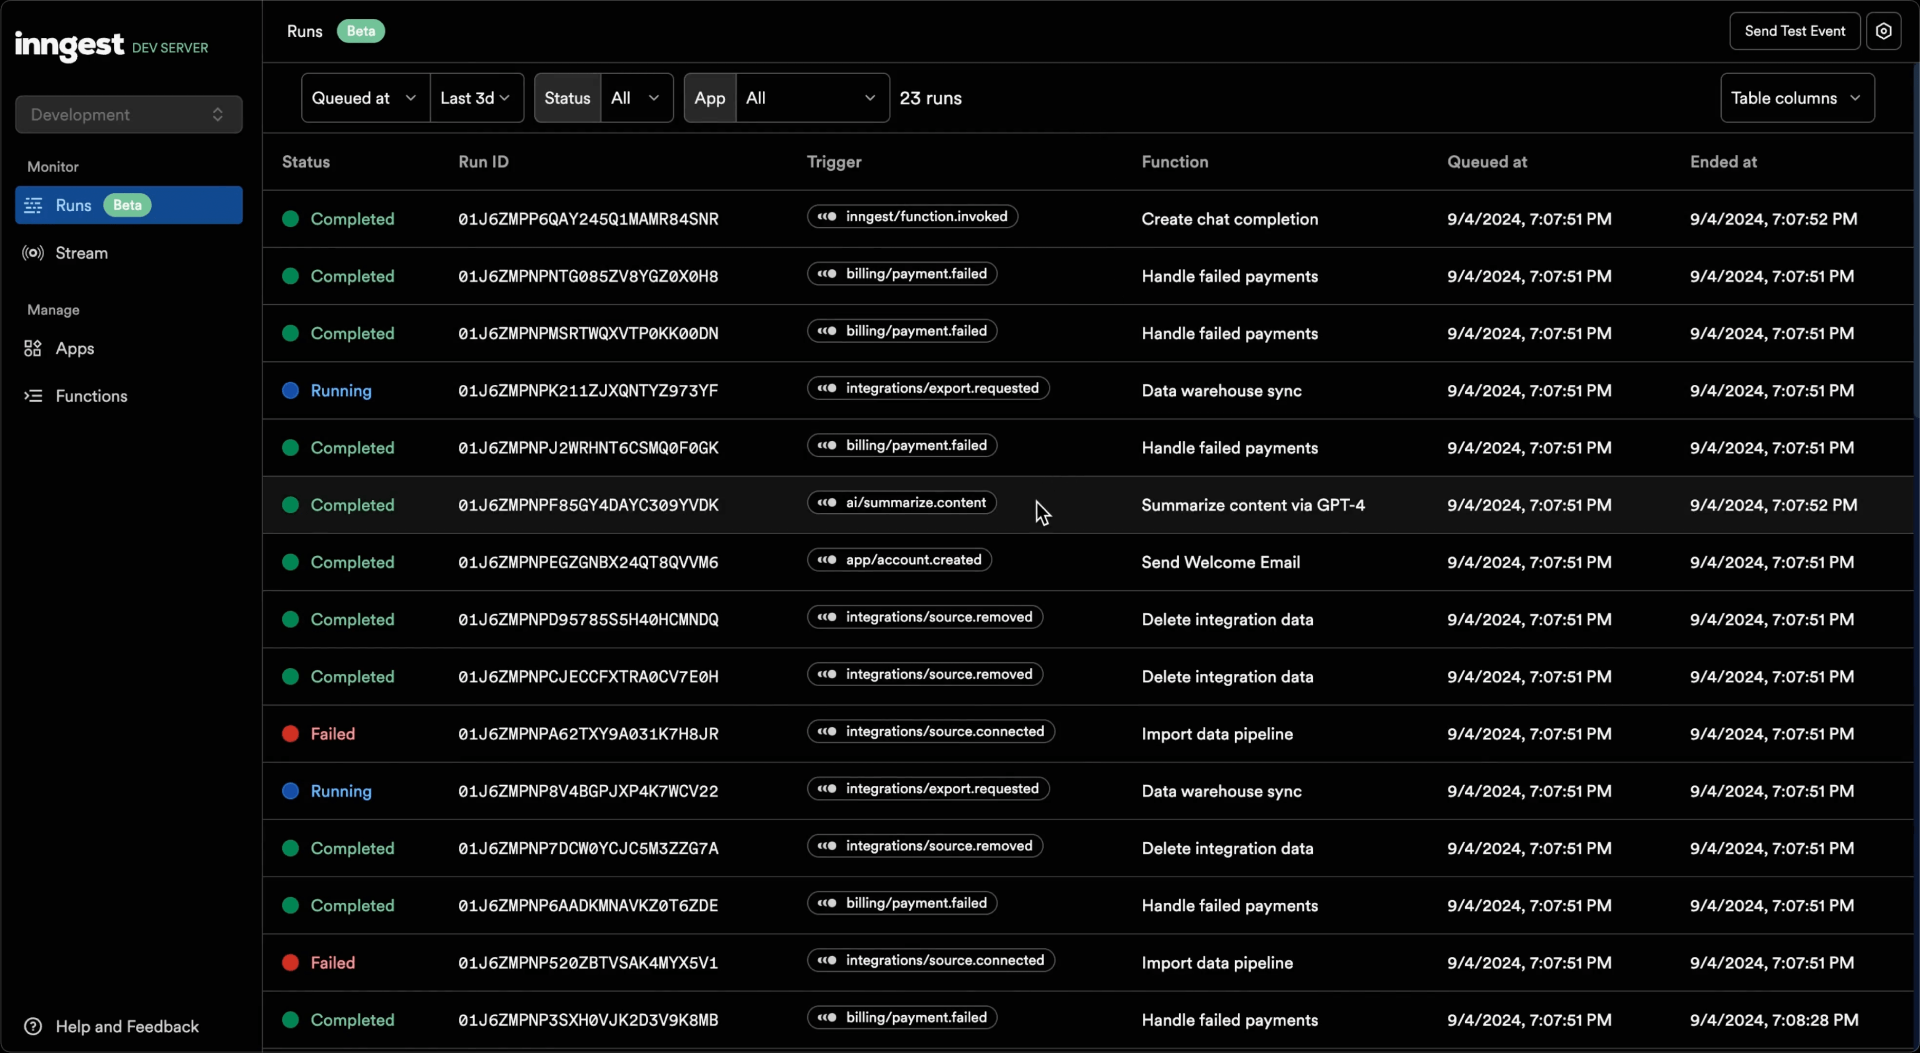 inngest DEV SERVER
Runs Beta
Send Test Event
Development
Queued at Last 3d Status All App All 23 runs Table columns
Monitor
Runs Beta
Stream
Manage
Apps
Functions
Help and Feedback
Status Run ID Trigger Function Queued at Ended at
Completed 01J6ZMPP6QAY245Q1MAMR84SNR inngest/function.invoked Create chat completion 9/4/2024, 7:07:51 PM 9/4/2024, 7:07:52 PM
Completed 01J6ZMPNPNTG085ZV8YGZ0X0H8 billing/payment.failed Handle failed payments 9/4/2024, 7:07:51 PM 9/4/2024, 7:07:51 PM
Completed 01J6ZMPNPMSRTWQXVTP0KK00DN billing/payment.failed Handle failed payments 9/4/2024, 7:07:51 PM 9/4/2024, 7:07:51 PM
Running 01J6ZMPNPK211ZJXQNTYZ973YF integrations/export.requested Data warehouse sync 9/4/2024, 7:07:51 PM 9/4/2024, 7:07:51 PM
Completed 01J6ZMPNPJ2WRHNT6CSMQ0F0GK billing/payment.failed Handle failed payments 9/4/2024, 7:07:51 PM 9/4/2024, 7:07:51 PM
Completed 01J6ZMPNPF85GY4DAYC309YVDK ai/summarize.content Summarize content via GPT-4 9/4/2024, 7:07:51 PM 9/4/2024, 7:07:52 PM
Completed 01J6ZMPNPEGZGNBX24QT8QVVM6 app/account.created Send Welcome Email 9/4/2024, 7:07:51 PM 9/4/2024, 7:07:51 PM
Completed 01J6ZMPNPD95785S5H40HCMNDQ integrations/source.removed Delete integration data 9/4/2024, 7:07:51 PM 9/4/2024, 7:07:51 PM
Completed 01J6ZMPNPCJECCFXTRA0CV7E0H integrations/source.removed Delete integration data 9/4/2024, 7:07:51 PM 9/4/2024, 7:07:51 PM
Failed 01J6ZMPNPA62TXY9A031K7H8JR integrations/source.connected Import data pipeline 9/4/2024, 7:07:51 PM 9/4/2024, 7:07:51 PM
Running 01J6ZMPNP8V4BGPJXP4K7WCV22 integrations/export.requested Data warehouse sync 9/4/2024, 7:07:51 PM 9/4/2024, 7:07:51 PM
Completed 01J6ZMPNP7DCW0YCJC5M3ZZG7A integrations/source.removed Delete integration data 9/4/2024, 7:07:51 PM 9/4/2024, 7:07:51 PM
Completed 01J6ZMPNP6AADKMNAVKZ0T6ZDE billing/payment.failed Handle failed payments 9/4/2024, 7:07:51 PM 9/4/2024, 7:07:51 PM
Failed 01J6ZMPNP520ZBTVSAK4MYX5V1 integrations/source.connected Import data pipeline 9/4/2024, 7:07:51 PM 9/4/2024, 7:07:51 PM
Completed 01J6ZMPNP3SXH0VJK2D3V9K8MB billing/payment.failed Handle failed payments 9/4/2024, 7:07:51 PM 9/4/2024, 7:08:28 PM